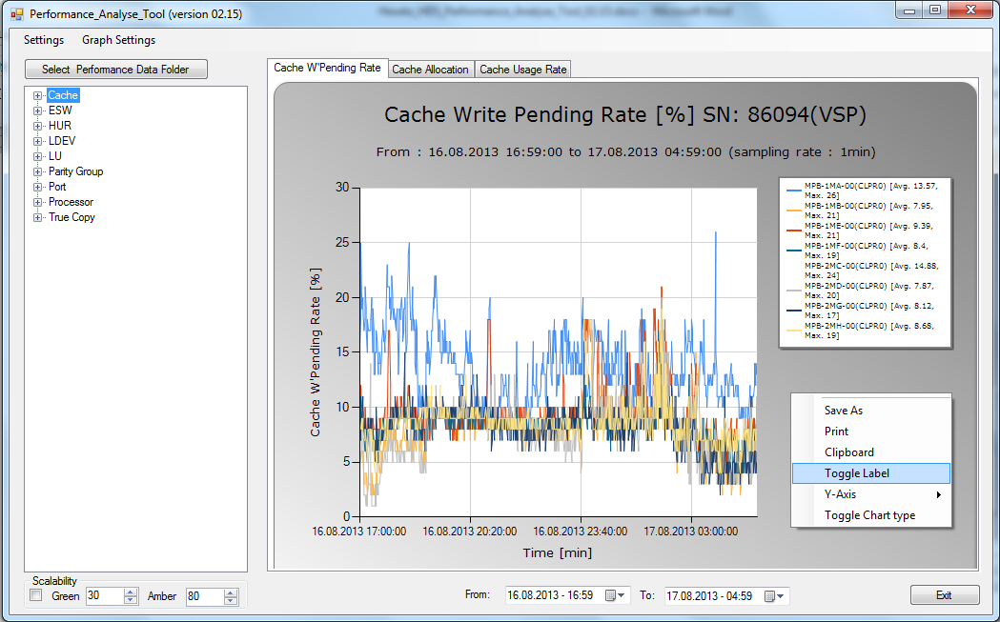 Performance_Analyse_Tool (version 02.15)
Settings Graph Settings
Select Performance Data Folder
Cache
ESW
HUR
LDEV
LU
Parity Group
Port
Processor
True Copy
Cache W'Pending Rate Cache Allocation Cache Usage Rate
Cache Write Pending Rate [%] SN: 86094(VSP)
From : 16.08.2013 16:59:00 to 17.08.2013 04:59:00 (sampling rate : 1min)
Cache W'Pending Rate [%]
30
25
20
15
10
5
0
16.08.2013 17:00:00 16.08.2013 20:20:00 16.08.2013 23:40:00 17.08.2013 03:00:00
Time [min]
MPB-1MA-00(CLPR0) [Avg. 13.57,
Max. 26]
MPB-1MB-00(CLPR0) [Avg. 7.95,
Max. 21]
MPB-1ME-00(CLPR0) [Avg. 9.39,
Max. 21]
MPB-1MF-00(CLPR0) [Avg. 8.4,
Max. 19]
MPB-2MC-00(CLPR0) [Avg. 14.88,
Max. 24]
MPB-2MD-00(CLPR0) [Avg. 7.87,
Max. 20]
MPB-2MG-00(CLPR0) [Avg. 8.12,
Max. 17]
MPB-2MH-00(CLPR0) [Avg. 8.68,
Max. 19]
Save As
Print
Clipboard
Toggle Label
Y-Axis
Toggle Chart type
Scalability
Green 30 Amber 80
From: 16.08.2013 - 16:59 To: 17.08.2013 - 04:59
Exit